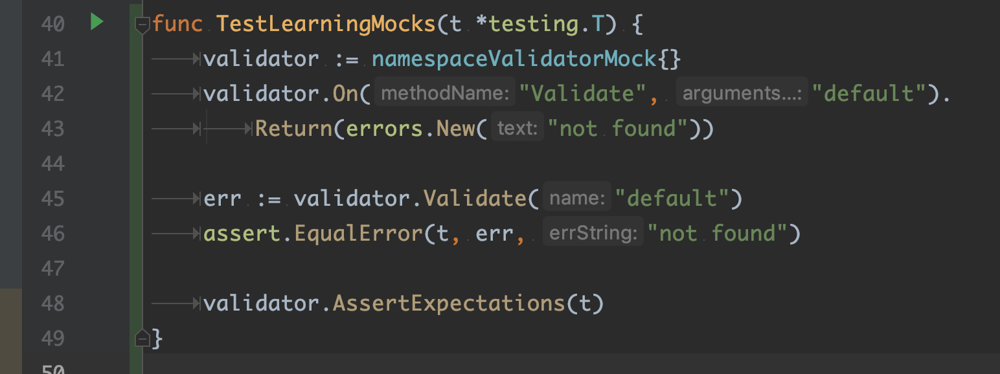 40 func TestLearningMocks(t *testing.T) {
41 validator := namespaceValidatorMock{}
42 validator.On( methodName: "Validate", arguments...: "default").
43 Return(errors.New( text: "not found"))
44
45 err := validator.Validate( name: "default")
46 assert.EqualError(t, err, errString: "not found")
47
48 validator.AssertExpectations(t)
49 }
50